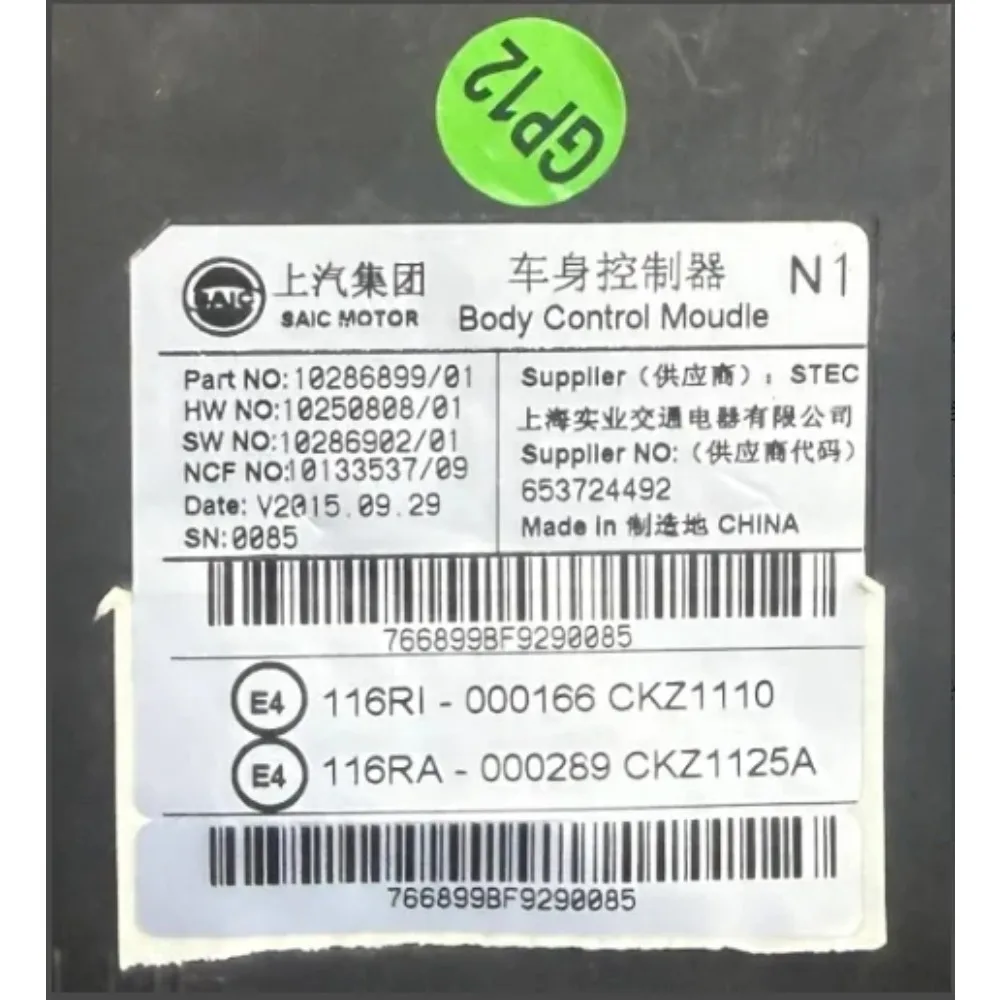 GP12
SAIC 上汽集团 车身控制器 N1
SAIC MOTOR Body Control Moudle
Part NO:10286899/01
HW NO:10250808/01
SW NO:10286902/01
NCF NO:10133537/09
Date: V2015.09.29
SN:0085
Supplier（供应商）：STEC
上海实业交通电器有限公司
Supplier NO:（供应商代码）
653724492
Made in 制造地 CHINA
766899BF9290085
E4 116RI - 000166 CKZ1110
E4 116RA - 000289 CKZ1125A
766899BF9290085